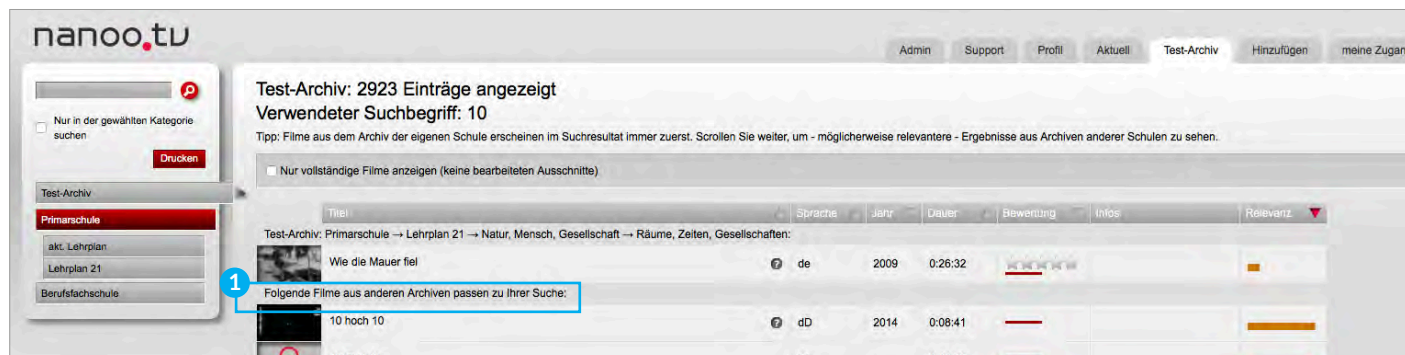 nanoo.tv
Admin Support Profil Aktuell Test-Archiv Hinzufügen meine Zugan
Nur in der gewählten Kategorie
suchen
Drucken
Test-Archiv
Primarschule
akt. Lehrplan
Lehrplan 21
Berufsfachschule
Test-Archiv: 2923 Einträge angezeigt
Verwendeter Suchbegriff: 10
Tipp: Filme aus dem Archiv der eigenen Schule erscheinen im Suchresultat immer zuerst. Scrollen Sie weiter, um - möglicherweise relevantere - Ergebnisse aus Archiven anderer Schulen zu sehen.
Nur vollständige Filme anzeigen (keine bearbeiteten Ausschnitte)
Titel Sprache Jahr Dauer Bewertung Infos Relevanz
Test-Archiv: Primarschule → Lehrplan 21 → Natur, Mensch, Gesellschaft → Räume, Zeiten, Gesellschaften:
Wie die Mauer fiel ? de 2009 0:26:32
1
Folgende Filme aus anderen Archiven passen zu Ihrer Suche:
10 hoch 10 ? dD 2014 0:08:41